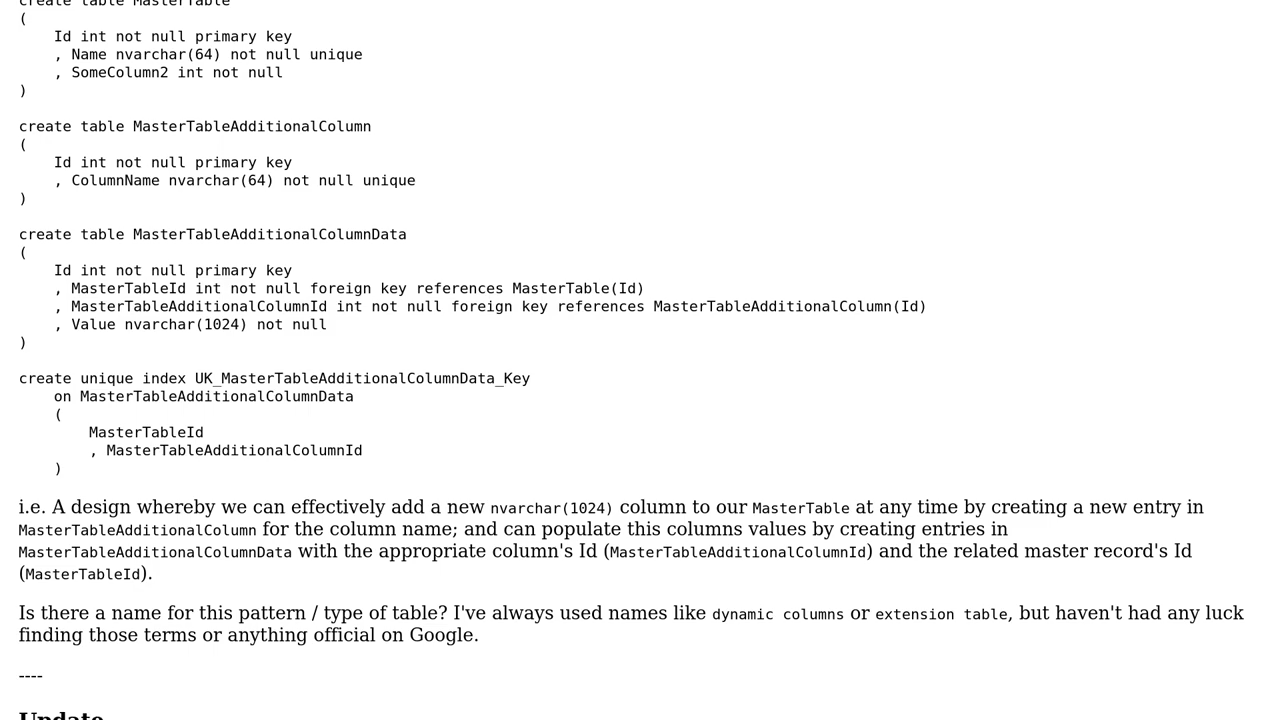 create table MasterTable
(
    Id int not null primary key
    , Name nvarchar(64) not null unique
    , SomeColumn2 int not null
)

create table MasterTableAdditionalColumn
(
    Id int not null primary key
    , ColumnName nvarchar(64) not null unique
)

create table MasterTableAdditionalColumnData
(
    Id int not null primary key
    , MasterTableId int not null foreign key references MasterTable(Id)
    , MasterTableAdditionalColumnId int not null foreign key references MasterTableAdditionalColumn(Id)
    , Value nvarchar(1024) not null
)

create unique index UK_MasterTableAdditionalColumnData_Key
    on MasterTableAdditionalColumnData
    (
        MasterTableId
        , MasterTableAdditionalColumnId
    )

i.e. A design whereby we can effectively add a new nvarchar(1024) column to our MasterTable at any time by creating a new entry in
MasterTableAdditionalColumn for the column name; and can populate this columns values by creating entries in
MasterTableAdditionalColumnData with the appropriate column's Id (MasterTableAdditionalColumnId) and the related master record's Id
(MasterTableId).

Is there a name for this pattern / type of table? I've always used names like dynamic columns or extension table, but haven't had any luck
finding those terms or anything official on Google.

----

Update